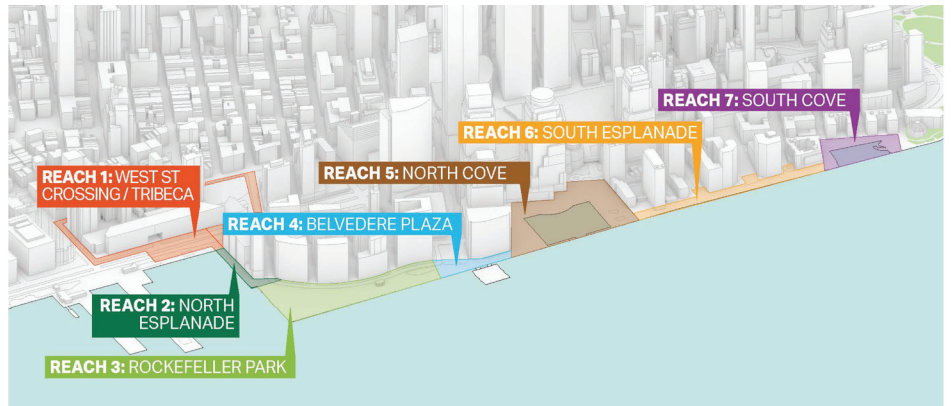 REACH 1: WEST ST
CROSSING / TRIBECA
REACH 2: NORTH
ESPLANADE
REACH 3: ROCKEFELLER PARK
REACH 4: BELVEDERE PLAZA
REACH 5: NORTH COVE
REACH 6: SOUTH ESPLANADE
REACH 7: SOUTH COVE